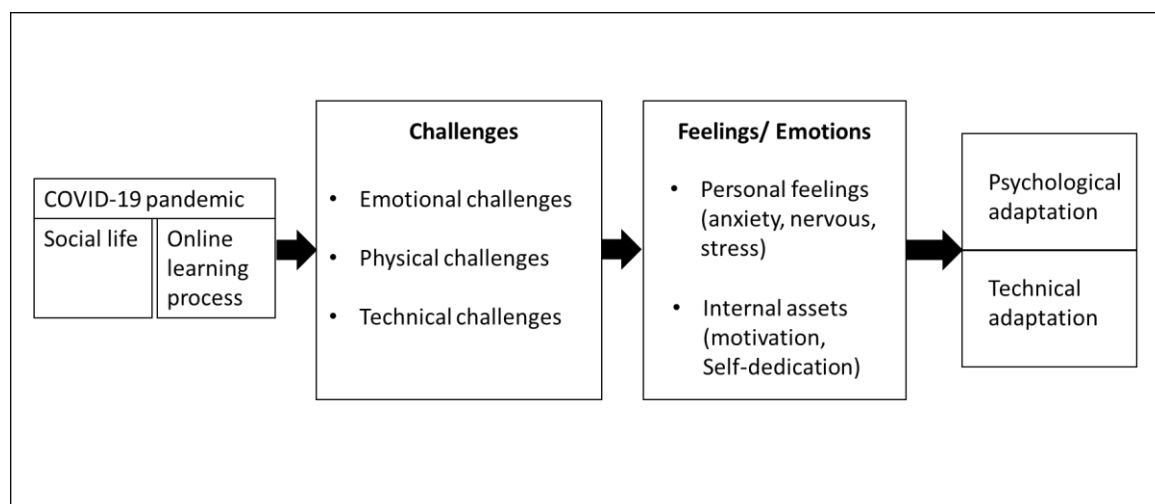 COVID-19 pandemic
Social life
Online
learning
process
Challenges
• Emotional challenges
• Physical challenges
• Technical challenges
Feelings/ Emotions
• Personal feelings
(anxiety, nervous,
stress)
• Internal assets
(motivation,
Self-dedication)
Psychological
adaptation
Technical
adaptation